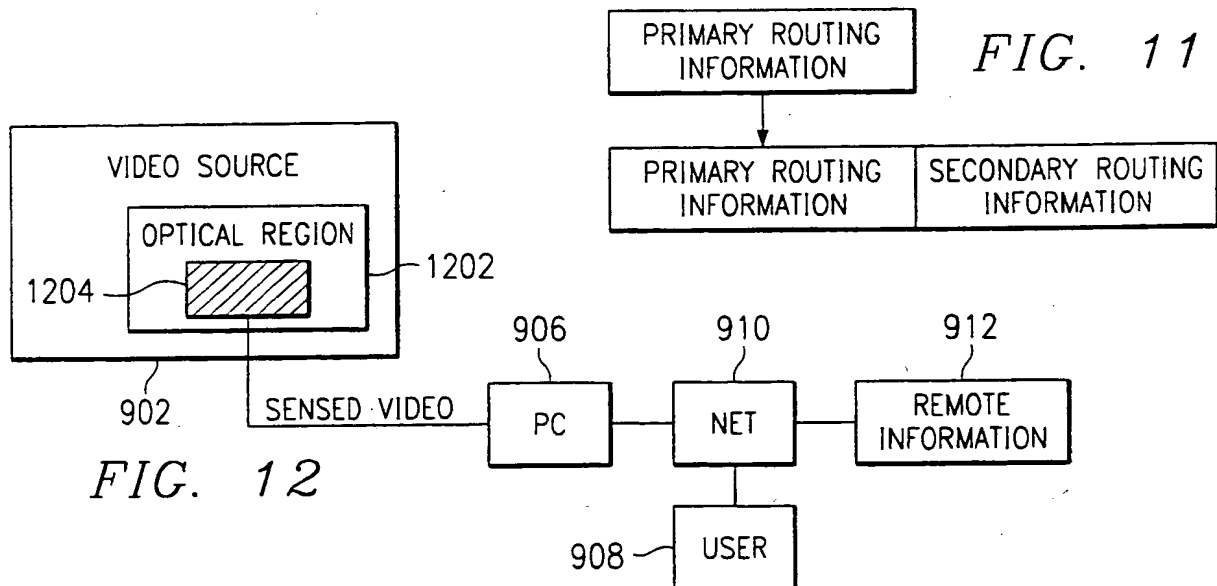 PRIMARY ROUTING
INFORMATION
FIG. 11
PRIMARY ROUTING
INFORMATION
SECONDARY ROUTING
INFORMATION
VIDEO SOURCE
OPTICAL REGION
1202
1204
902
SENSED VIDEO
906
PC
910
NET
912
REMOTE
INFORMATION
908
USER
FIG. 12